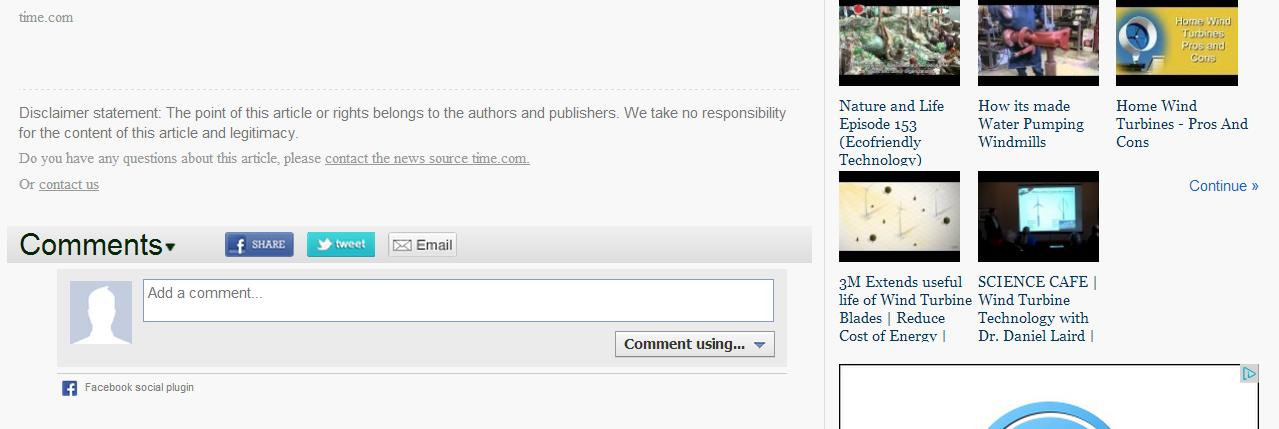 time.com
Disclaimer statement: The point of this article or rights belongs to the authors and publishers. We take no responsibility
for the content of this article and legitimacy.
Do you have any questions about this article, please contact the news source time.com.
Or contact us
Comments
SHARE
tweet
Email
Add a comment...
Comment using...
Facebook social plugin
Home Wind
Turbines
Pros and
Cons
Nature and Life
Episode 153
(Ecofriendly
Technology)
How its made
Water Pumping
Windmills
Home Wind
Turbines - Pros And
Cons
Continue »
3M Extends useful
life of Wind Turbine
Blades | Reduce
Cost of Energy |
SCIENCE CAFE |
Wind Turbine
Technology with
Dr. Daniel Laird |